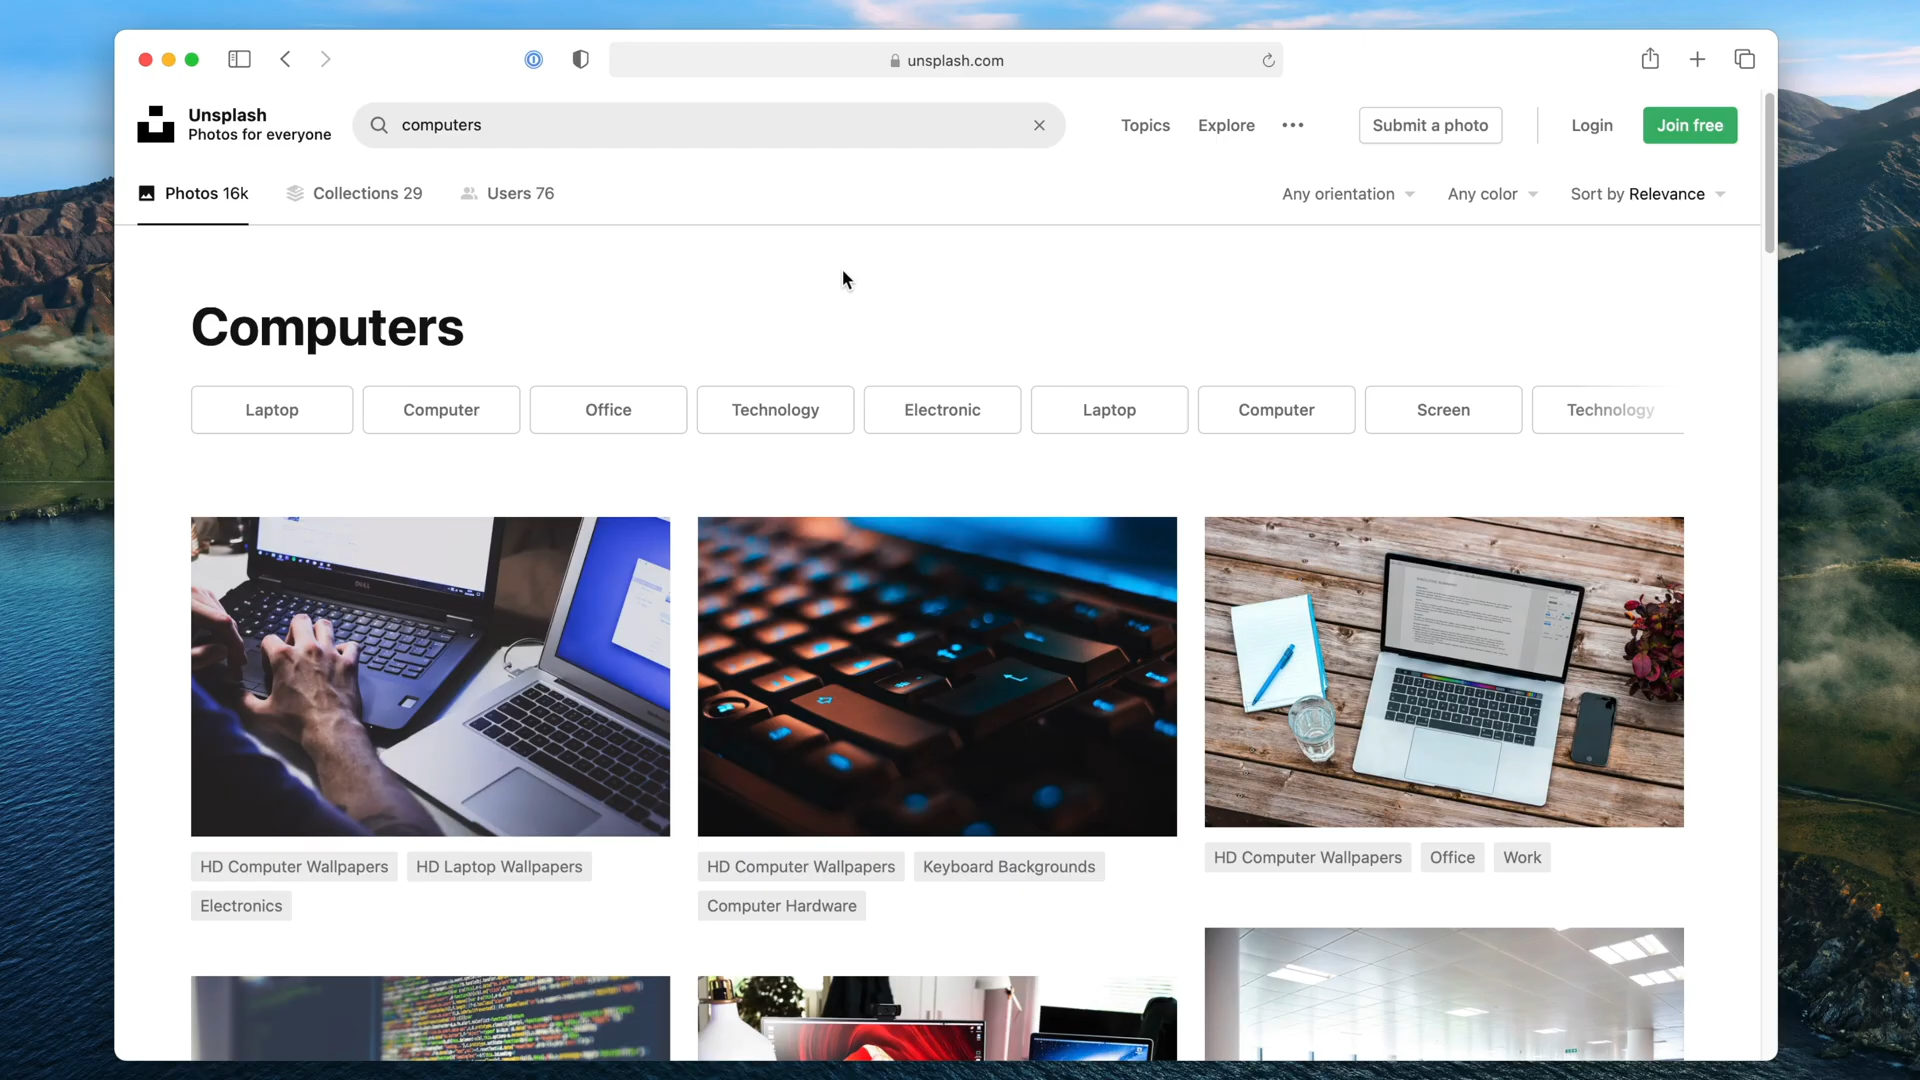 unsplash.com
Unsplash
Photos for everyone
computers
Topics
Explore
Submit a photo
Login
Join free
Photos 16k
Collections 29
Users 76
Any orientation
Any color
Sort by Relevance
Computers
Laptop
Computer
Office
Technology
Electronic
Laptop
Computer
Screen
Technology
DELL
HD Computer Wallpapers
HD Laptop Wallpapers
Electronics
HD Computer Wallpapers
Keyboard Backgrounds
Computer Hardware
HD Computer Wallpapers
Office
Work